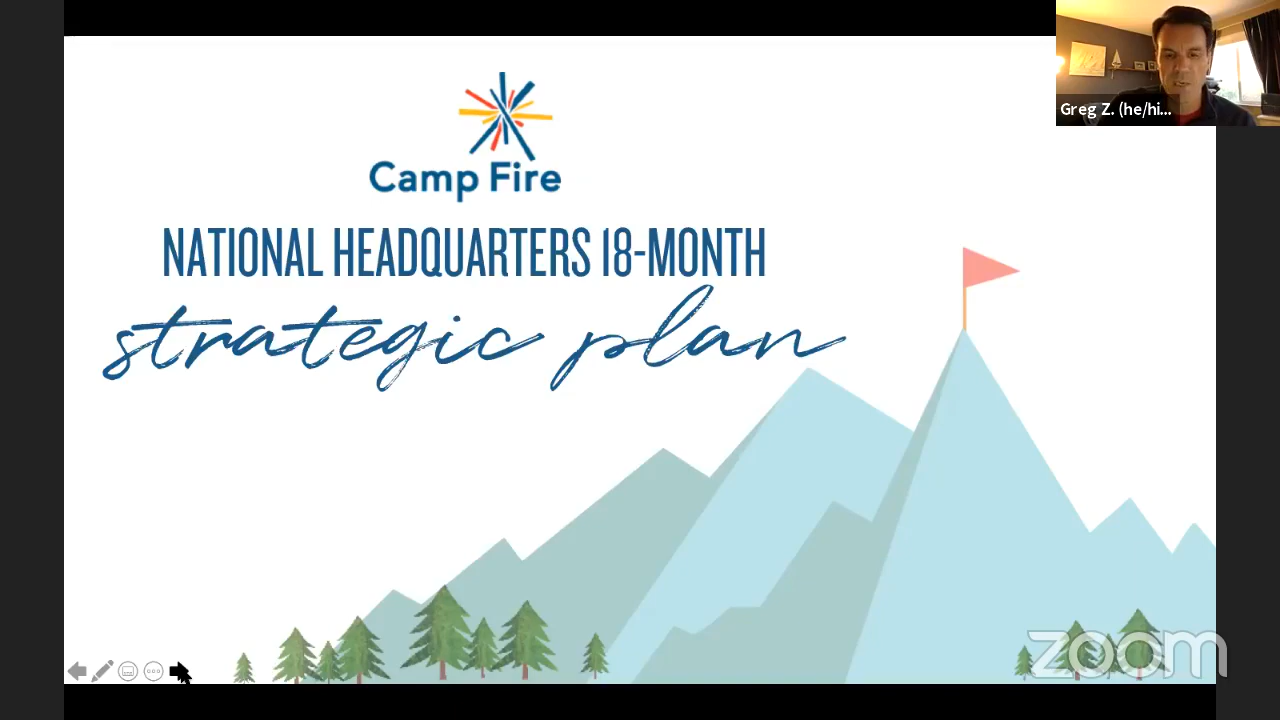 Camp Fire
NATIONAL HEADQUARTERS 18-MONTH
strategic plan
Greg Z. (he/hi...
zoom